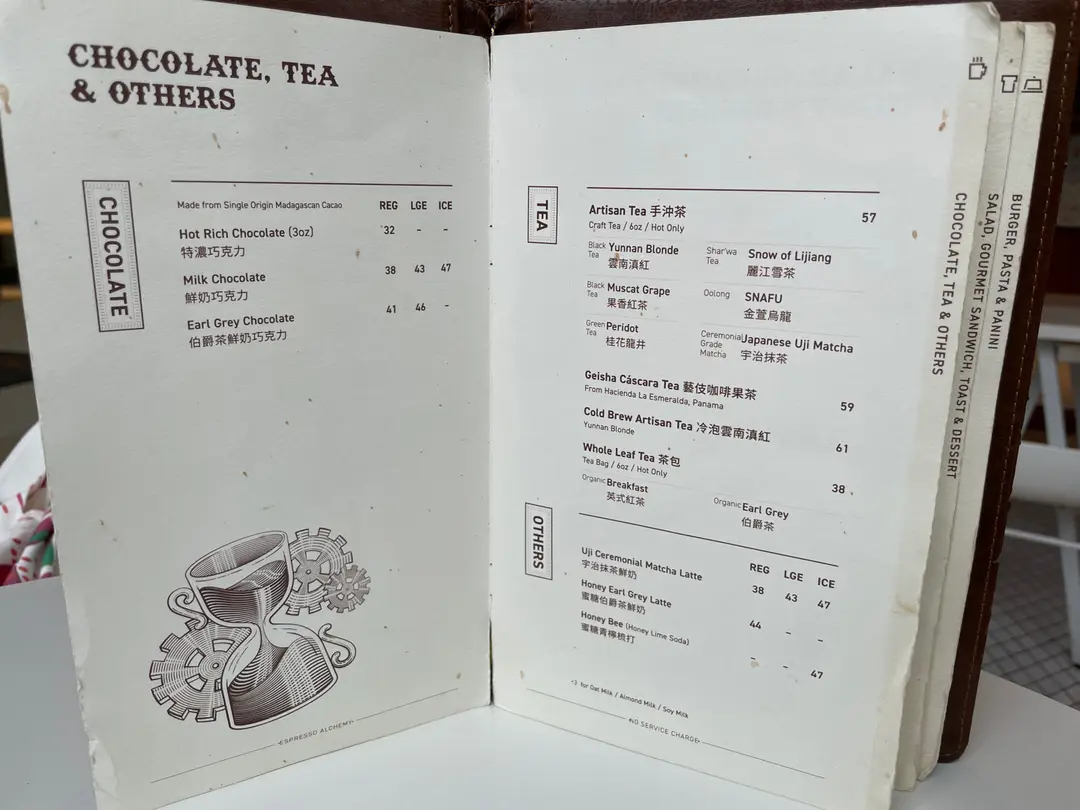 CHOCOLATE, TEA
& OTHERS
CHOCOLATE
Made from Single Origin Madagascan Cacao REG LGE ICE
Hot Rich Chocolate (3oz) 32 - -
特濃巧克力
Milk Chocolate 38 43 47
鮮奶巧克力
Earl Grey Chocolate 41 46 -
伯爵茶鮮奶巧克力
ESPRESSO ALCHEMY
TEA
Artisan Tea 手沖茶 57
Craft Tea / 6oz / Hot Only
Black Tea Yunnan Blonde
雲南滇紅
Shar'wa Tea Snow of Lijiang
麗江雪茶
Black Tea Muscat Grape
果香紅茶
Oolong SNAFU
金萱烏龍
Green Tea Peridot
桂花龍井
Ceremonial Grade Matcha Japanese Uji Matcha
宇治抹茶
Geisha Cáscara Tea 藝伎咖啡果茶 59
From Hacienda La Esmeralda, Panama
Cold Brew Artisan Tea 冷泡雲南滇紅 61
Yunnan Blonde
Whole Leaf Tea 茶包 38
Tea Bag / 6oz / Hot Only
Organic Breakfast
英式紅茶
Organic Earl Grey
伯爵茶
OTHERS
REG LGE ICE
Uji Ceremonial Matcha Latte 38 43 47
宇治抹茶鮮奶
Honey Earl Grey Latte 44 - -
蜜糖伯爵茶鮮奶
Honey Bee (Honey Lime Soda) - - 47
蜜糖青檸梳打
+3 for Oat Milk / Almond Milk / Soy Milk
NO SERVICE CHARGE
CHOCOLATE, TEA & OTHERS
SALAD, GOURMET SANDWICH, TOAST & DESSERT
BURGER, PASTA & PANINI